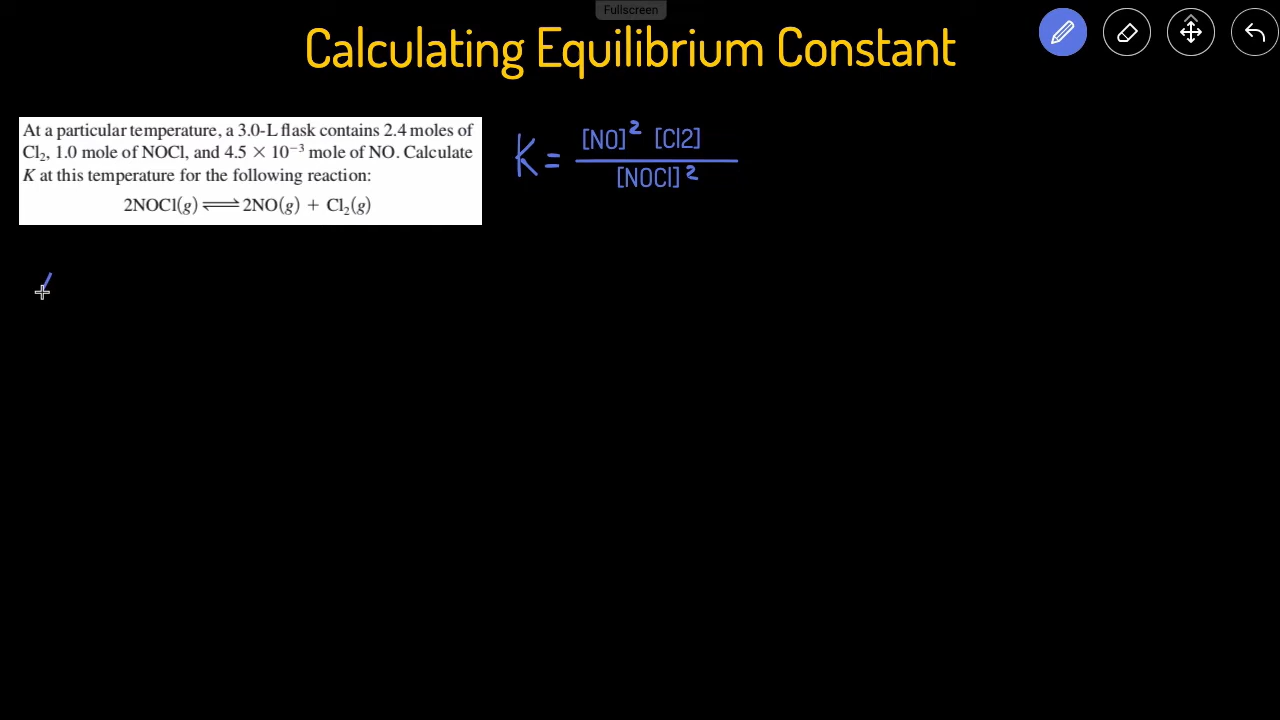 Fullscreen
Calculating Equilibrium Constant
At a particular temperature, a 3.0-L flask contains 2.4 moles of
Cl₂, 1.0 mole of NOCl, and 4.5 × 10⁻³ mole of NO. Calculate
K at this temperature for the following reaction:
2NOCl(g) ⇌ 2NO(g) + Cl₂(g)
K = [NO]² [Cl2]
[NOCl]²